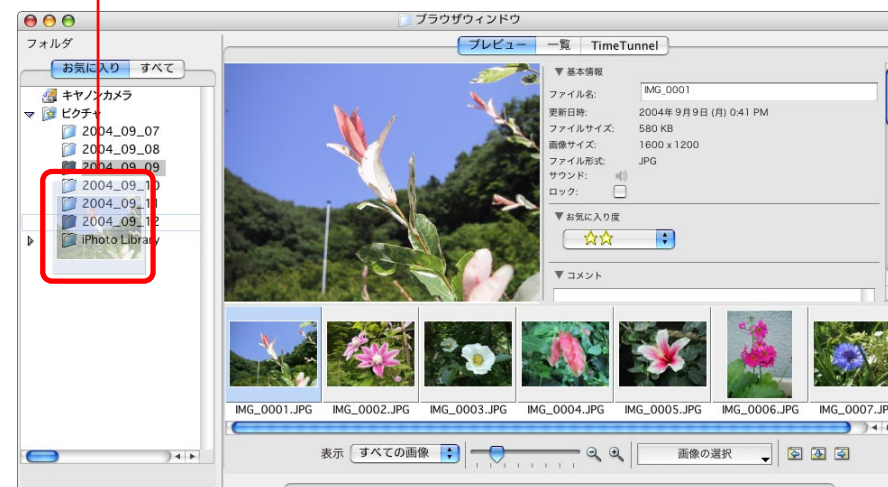 ブラウザウィンドウ
フォルダ
お気に入り すべて
キヤノンカメラ
ピクチャ
2004_09_07
2004_09_08
2004_09_09
2004_09_10
2004_09_11
2004_09_12
iPhoto Library
プレビュー 一覧 TimeTunnel
基本情報
ファイル名: IMG_0001
更新日時: 2004年 9月9日 (月) 0:41 PM
ファイルサイズ: 580 KB
画像サイズ: 1600 x 1200
ファイル形式: JPG
サウンド:
ロック:
お気に入り度
コメント
IMG_0001.JPG IMG_0002.JPG IMG_0003.JPG IMG_0004.JPG IMG_0005.JPG IMG_0006.JPG IMG_0007.JP
表示 すべての画像 画像の選択